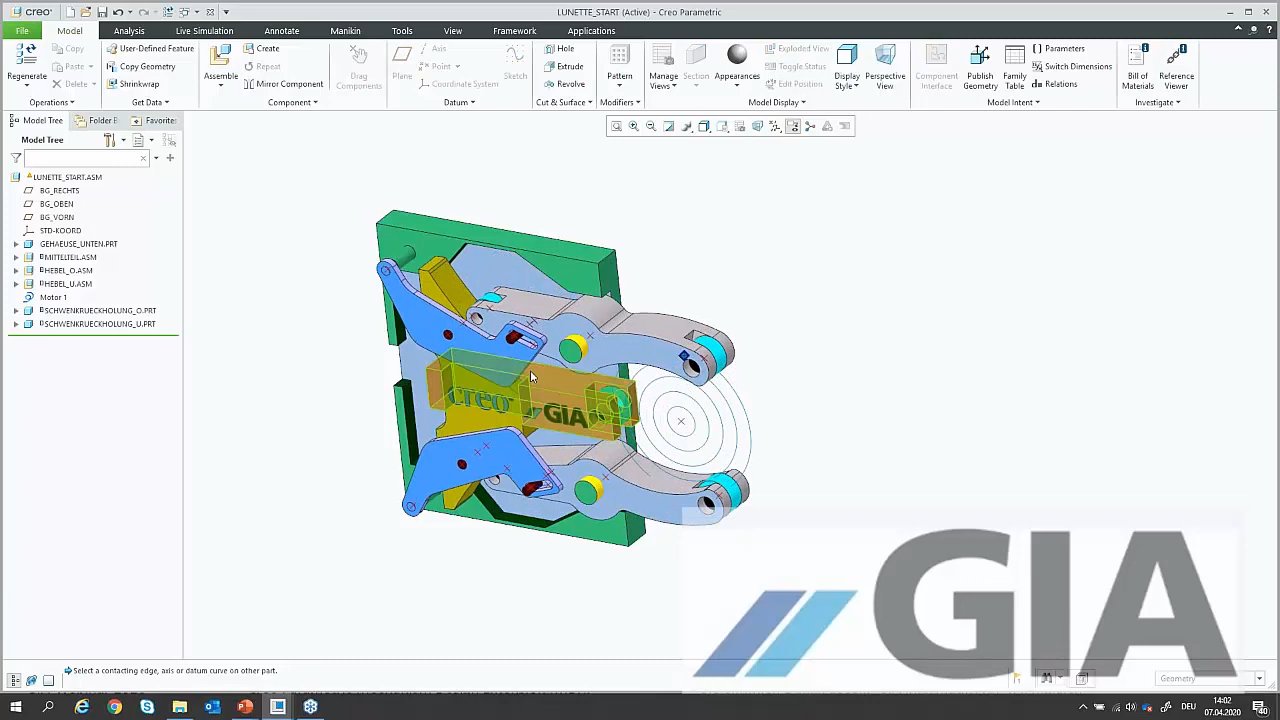 creo
LUNETTE_START (Active) - Creo Parametric
File Model Analysis Live Simulation Annotate Manikin Tools View Framework Applications
Regenerate
Copy
Paste
Delete
Operations
User-Defined Feature
Copy Geometry
Shrinkwrap
Get Data
Assemble
Create
Repeat
Mirror Component
Component
Drag Components
Plane
Axis
Point
Coordinate System
Sketch
Datum
Hole
Extrude
Revolve
Cut & Surface
Pattern
Modifiers
Manage Views
Section
Appearances
Exploded View
Toggle Status
Edit Position
Display Style
Perspective View
Model Display
Component Interface
Publish Geometry
Family Table
Parameters
Switch Dimensions
Relations
Model Intent
Bill of Materials
Reference Viewer
Investigate
Model Tree
Folder B
Favorite
Model Tree
LUNETTE_START.ASM
BG_RECHTS
BG_OBEN
BG_VORN
STD-KOORD
GEHAEUSE_UNTEN.PRT
MITTELTEIL.ASM
HEBEL_O.ASM
HEBEL_U.ASM
Motor 1
SCHWENKRUECKHOLUNG_O.PRT
SCHWENKRUECKHOLUNG_U.PRT
creo GIA
GIA
Select a contacting edge, axis or datum curve on other part.
Geometry
DEU
14:02
07.04.2020